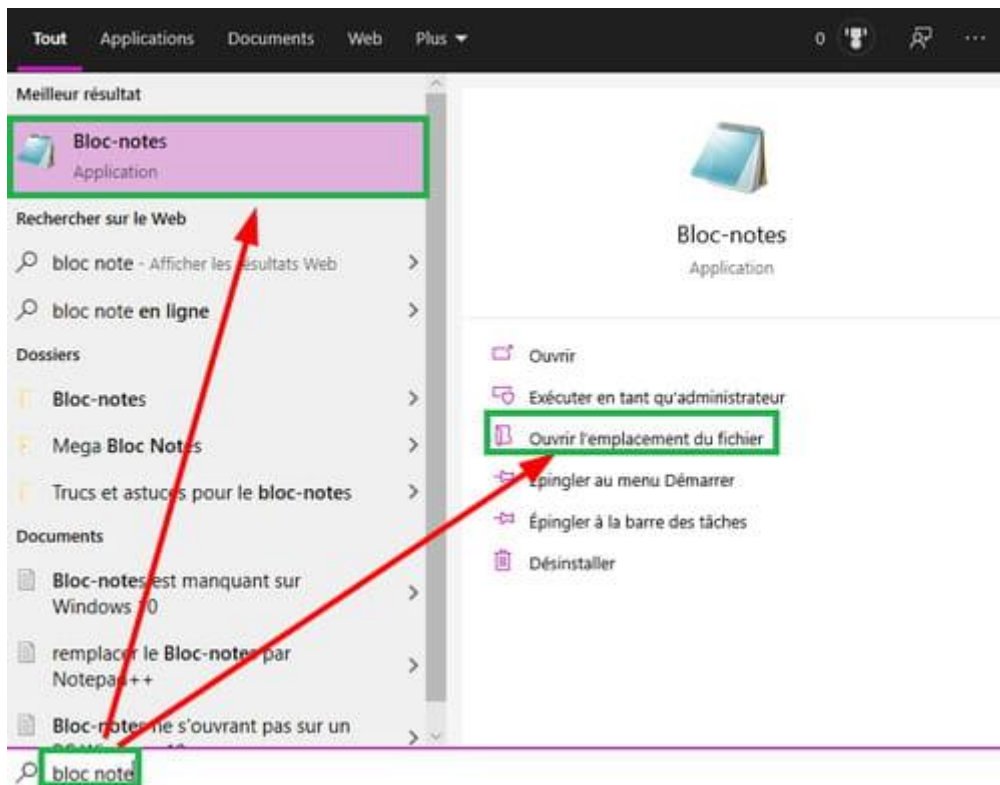 Tout Applications Documents Web Plus 0 ...
Meilleur résultat
Bloc-notes
Application
Rechercher sur le Web
bloc note - Afficher les résultats Web
bloc note en ligne
Dossiers
Bloc-notes
Mega Bloc Notes
Trucs et astuces pour le bloc-notes
Documents
Bloc-notes est manquant sur
Windows 10
remplacer le Bloc-notes par
Notepad++
Bloc-notes ne s'ouvrant pas sur un
bloc note
Bloc-notes
Application
Ouvrir
Exécuter en tant qu'administrateur
Ouvrir l'emplacement du fichier
Épingler au menu Démarrer
Épingler à la barre des tâches
Désinstaller